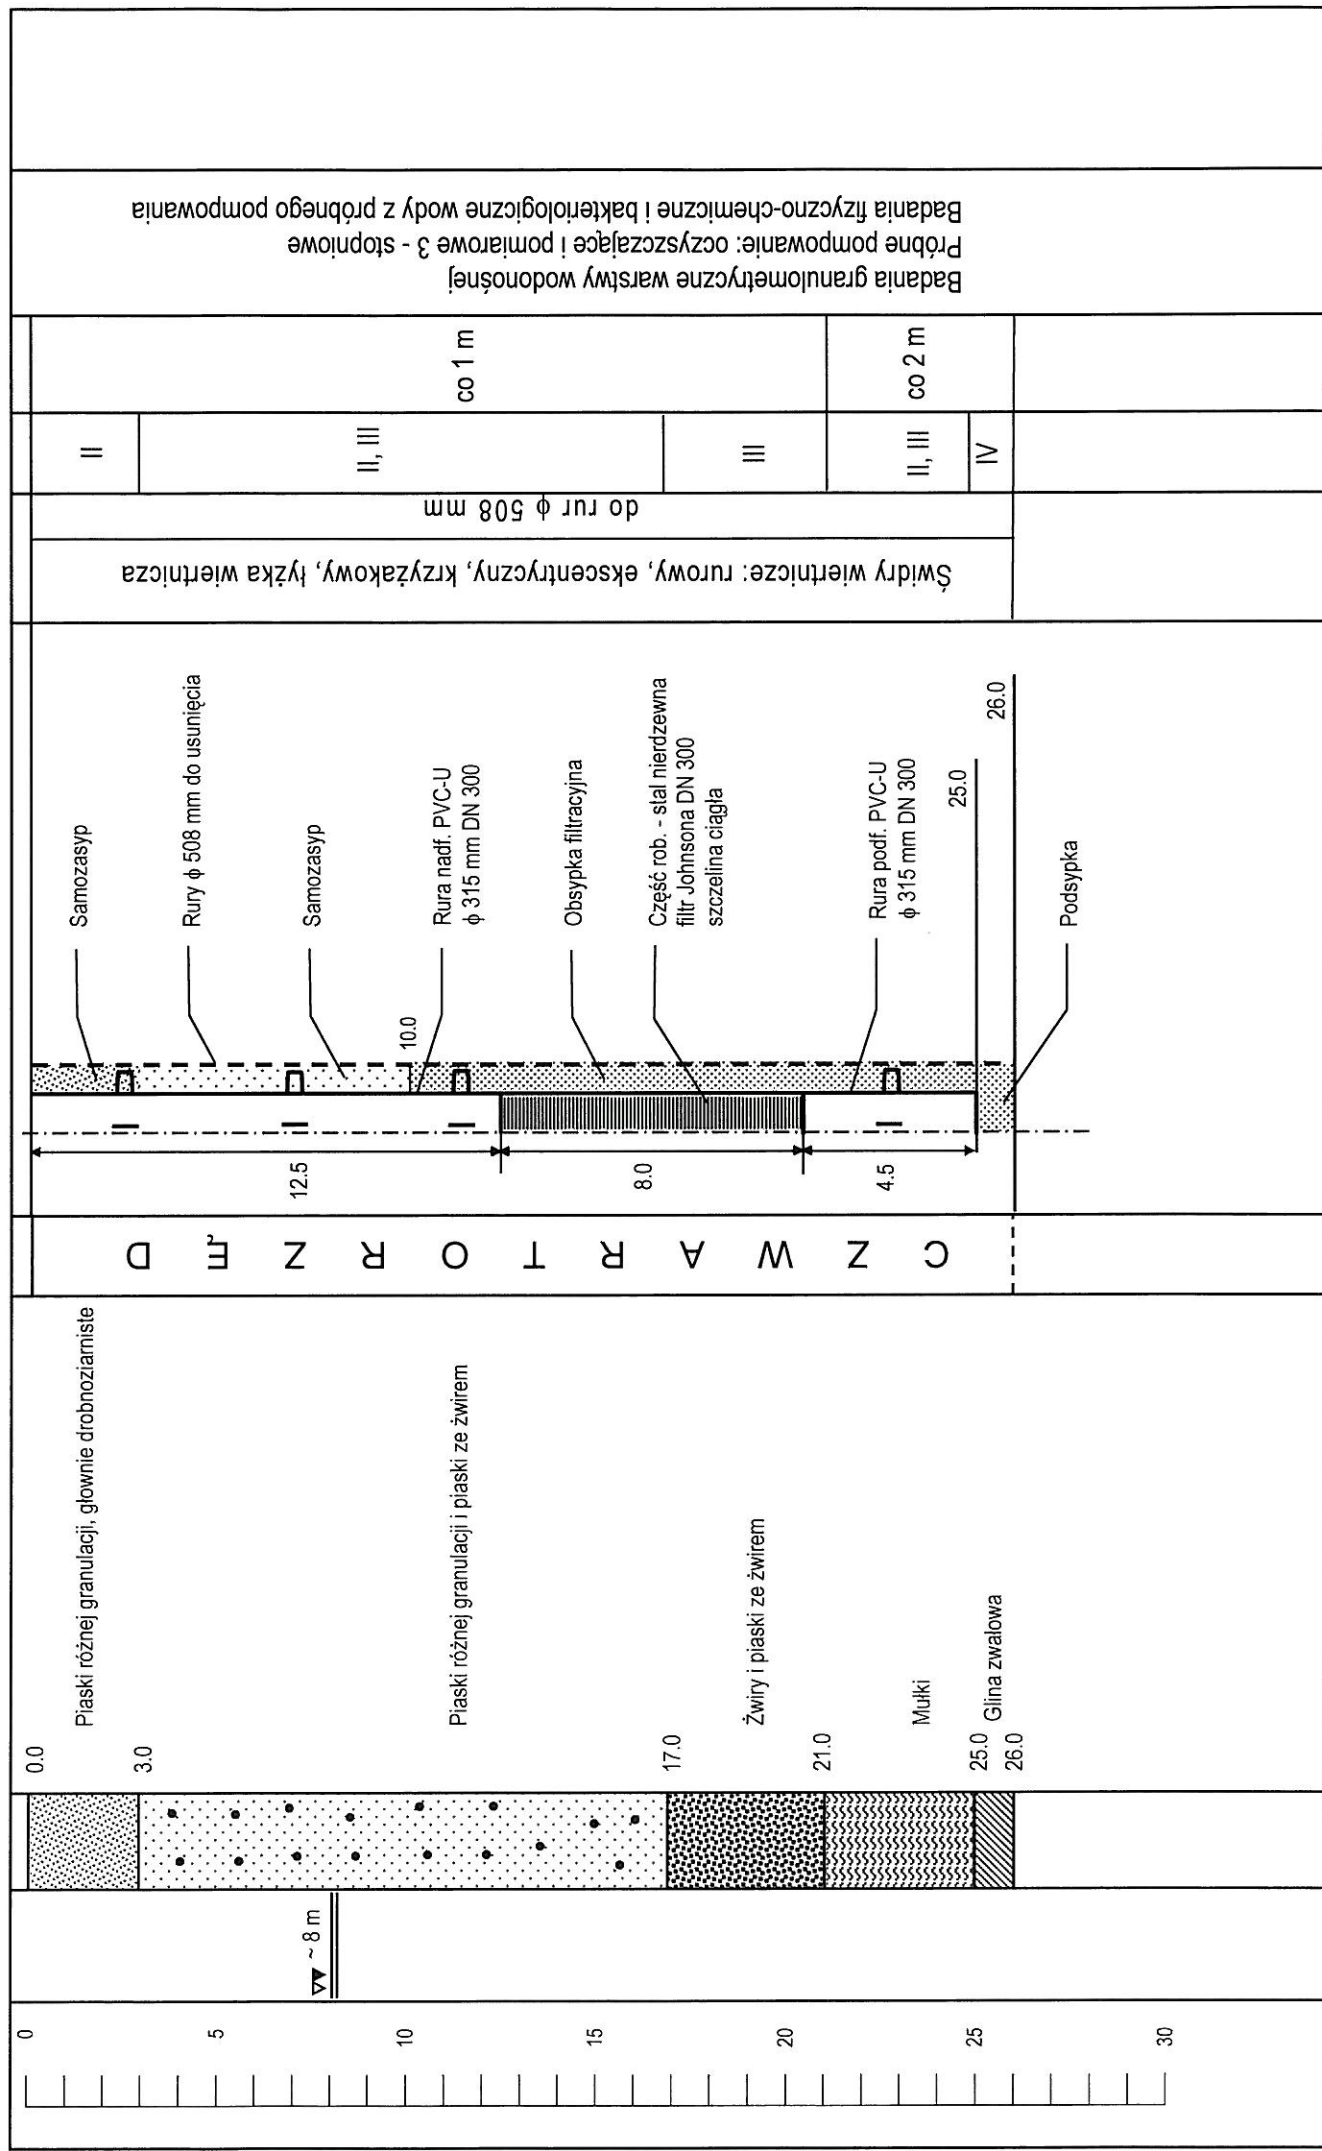 0
5
10
15
20
25
30
~ 8 m
0.0
3.0
17.0
21.0
25.0
26.0
Piaski różnej granulacji, głownie drobnoziarniste
Piaski różnej granulacji i piaski ze żwirem
Żwiry i piaski ze żwirem
Mułki
Glina zwałowa
CZWARTORZĘD
12.5
8.0
4.5
10.0
Samozasyp
Rury ϕ 508 mm do usunięcia
Samozasyp
Rura nadf. PVC-U
ϕ 315 mm DN 300
Obsypka filtracyjna
Część rob. - stal nierdzewna
filtr Johnsona DN 300
szczelina ciągła
Rura podf. PVC-U
ϕ 315 mm DN 300
25.0
26.0
Podsypka
Świdry wiertnicze: rurowy, ekscentryczny, krzyżakowy, łyżka wiertnicza
do rur ϕ 508 mm
II
II, III
III
II, III
IV
co 1 m
co 2 m
Badania granulometryczne warstwy wodonośnej
Próbne pompowanie: oczyszczające i pomiarowe 3 - stopniowe
Badania fizyczno-chemiczne i bakteriologiczne wody z próbnego pompowania